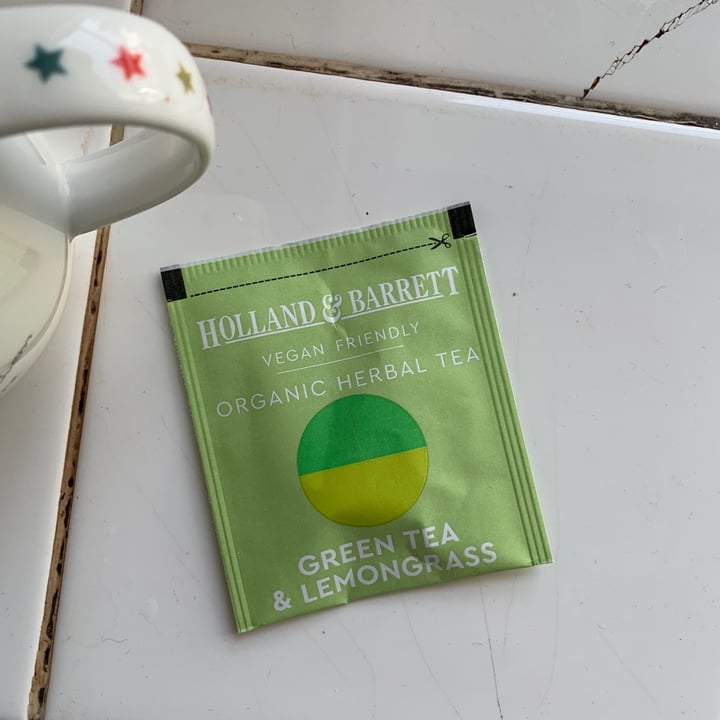 HOLLAND & BARRETT
VEGAN FRIENDLY
ORGANIC HERBAL TEA
GREEN TEA
& LEMONGRASS